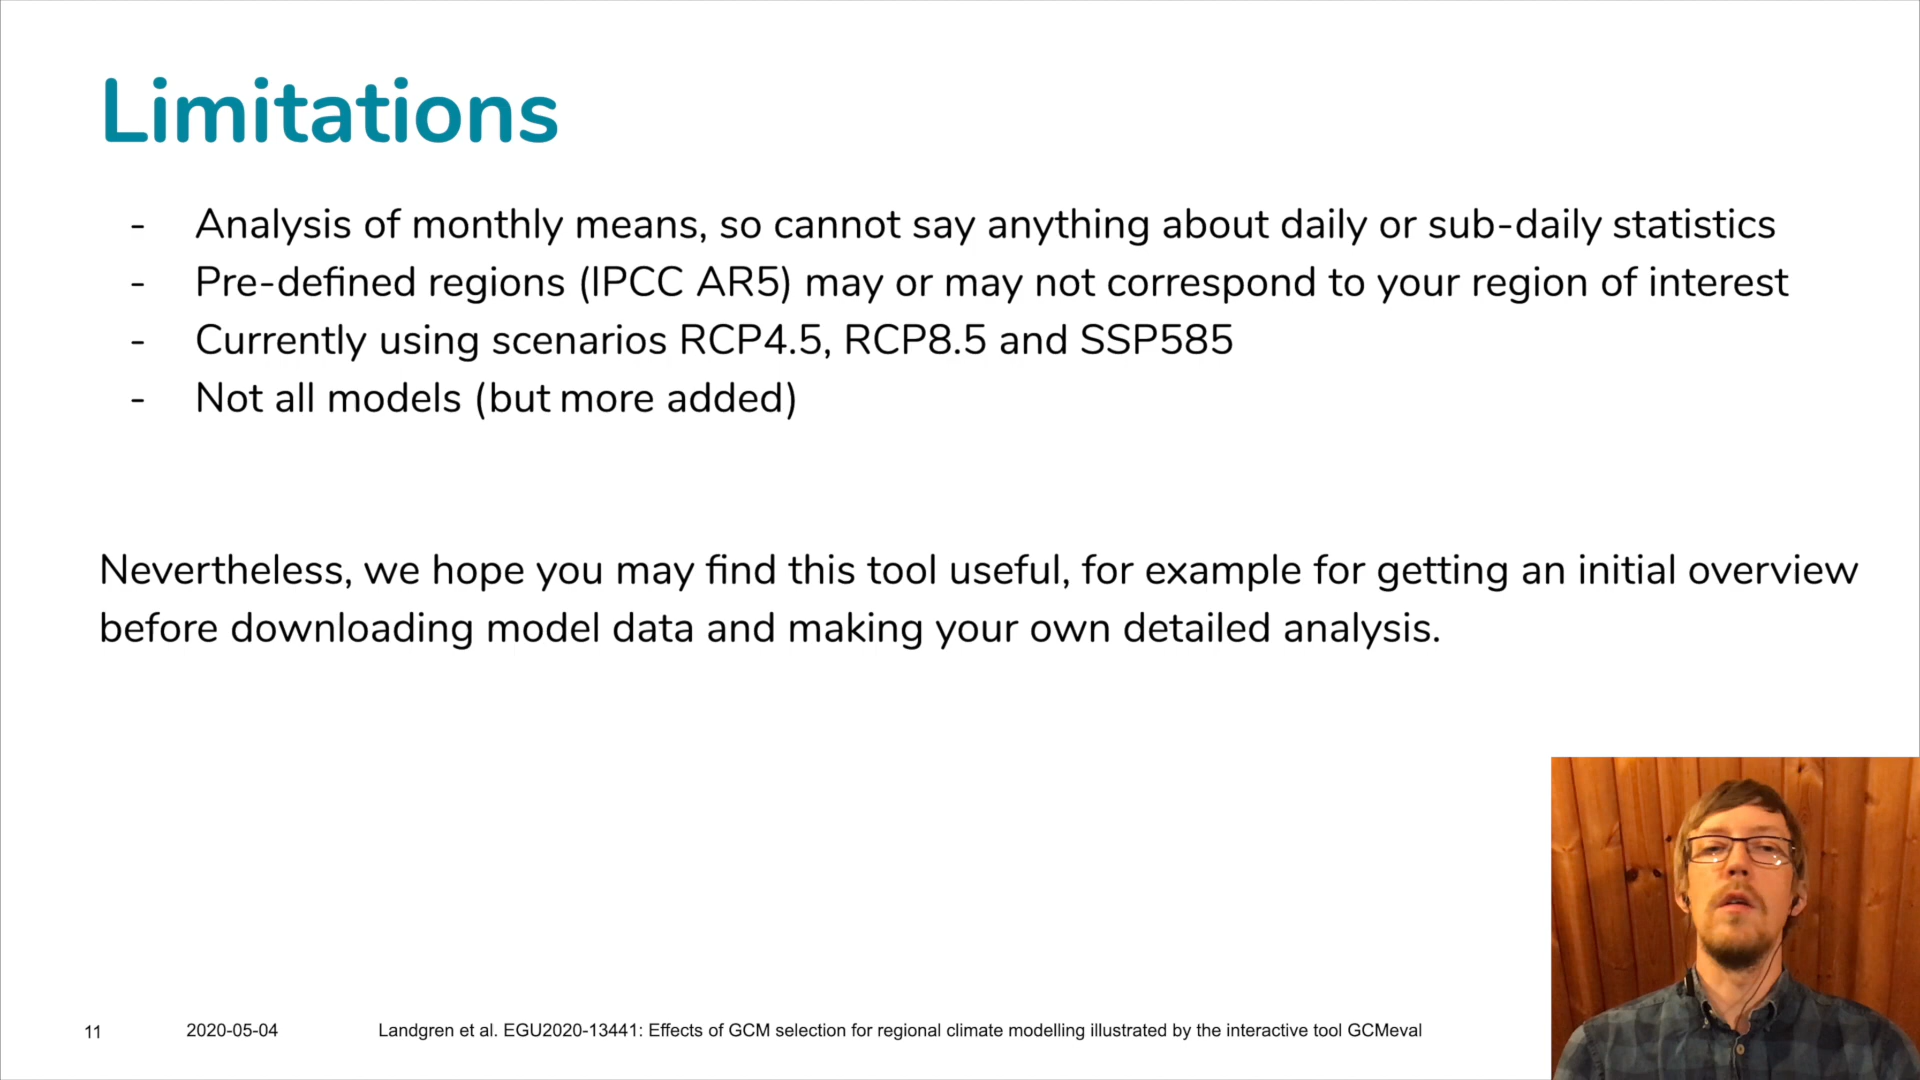 Limitations
- Analysis of monthly means, so cannot say anything about daily or sub-daily statistics
- Pre-defined regions (IPCC AR5) may or may not correspond to your region of interest
- Currently using scenarios RCP4.5, RCP8.5 and SSP585
- Not all models (but more added)
Nevertheless, we hope you may find this tool useful, for example for getting an initial overview
before downloading model data and making your own detailed analysis.
11 2020-05-04 Landgren et al. EGU2020-13441: Effects of GCM selection for regional climate modelling illustrated by the interactive tool GCMeval